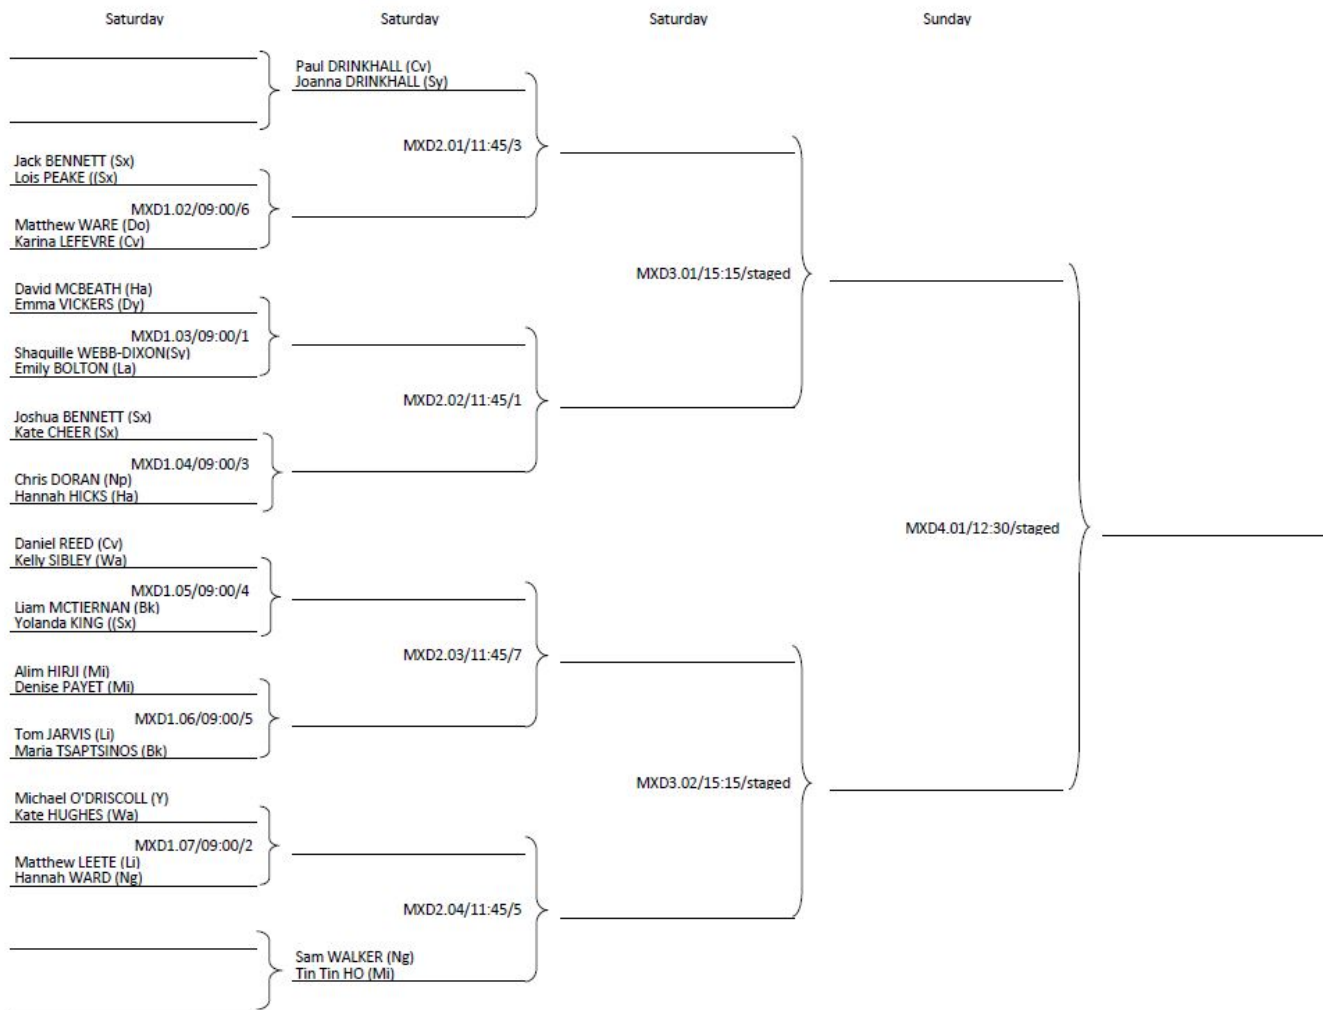 Saturday
Saturday
Saturday
Sunday
Paul DRINKHALL (Cv)
Joanna DRINKHALL (Sy)
MXD2.01/11:45/3
Jack BENNETT (Sx)
Lois PEAKE ((Sx)
MXD1.02/09:00/6
Matthew WARE (Do)
Karina LEFEVRE (Cv)
MXD3.01/15:15/staged
David MCBEATH (Ha)
Emma VICKERS (Dy)
MXD1.03/09:00/1
Shaquille WEBB-DIXON(Sy)
Emily BOLTON (La)
MXD2.02/11:45/1
Joshua BENNETT (Sx)
Kate CHEER (Sx)
MXD1.04/09:00/3
Chris DORAN (Np)
Hannah HICKS (Ha)
MXD4.01/12:30/staged
Daniel REED (Cv)
Kelly SIBLEY (Wa)
MXD1.05/09:00/4
Liam MCTIERNAN (Bk)
Yolanda KING ((Sx)
MXD2.03/11:45/7
Alim HIRJI (Mi)
Denise PAYET (Mi)
MXD1.06/09:00/5
Tom JARVIS (Li)
Maria TSAPTSINOS (Bk)
MXD3.02/15:15/staged
Michael O'DRISCOLL (Y)
Kate HUGHES (Wa)
MXD1.07/09:00/2
Matthew LEETE (Li)
Hannah WARD (Ng)
MXD2.04/11:45/5
Sam WALKER (Ng)
Tin Tin HO (Mi)